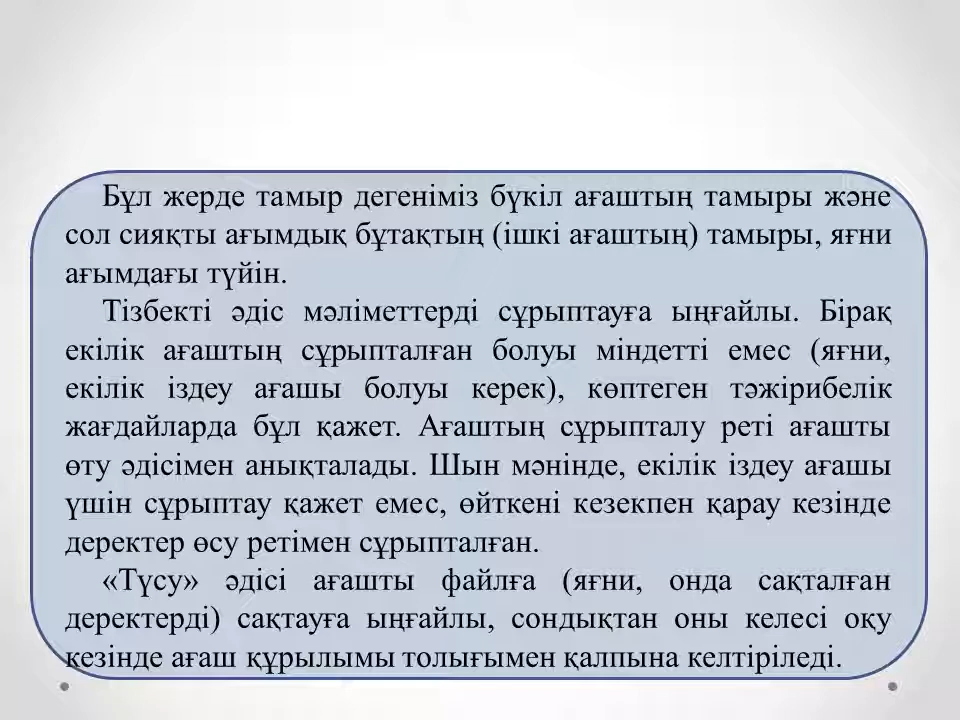 Бұл жерде тамыр дегеніміз бүкіл ағаштың тамыры және
сол сияқты ағымдық бұтақтың (ішкі ағаштың) тамыры, яғни
ағымдағы түйін.
Тізбекті әдіс мәліметтерді сұрыптауға ыңғайлы. Бірақ
екілік ағаштың сұрыпталған болуы міндетті емес (яғни,
екілік іздеу ағашы болуы керек), көптеген тәжірибелік
жағдайларда бұл қажет. Ағаштың сұрыпталу реті ағашты
өту әдісімен анықталады. Шын мәнінде, екілік іздеу ағашы
үшін сұрыптау қажет емес, өйткені кезекпен қарау кезінде
деректер өсу ретімен сұрыпталған.
«Түсу» әдісі ағашты файлға (яғни, онда сақталған
деректерді) сақтауға ыңғайлы, сондықтан оны келесі оқу
кезінде ағаш құрылымы толығымен қалпына келтіріледі.